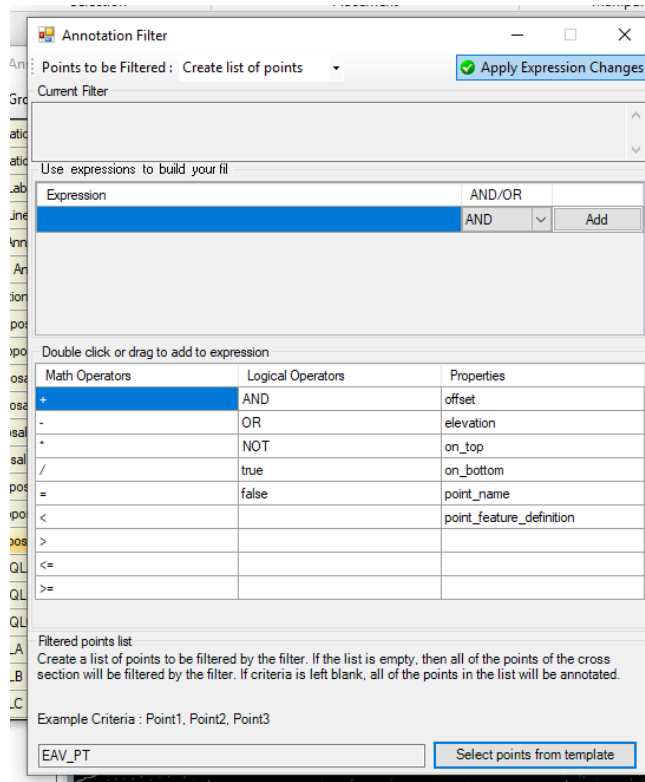 Annotation Filter
Points to be Filtered : Create list of points
Apply Expression Changes
Current Filter
Use expressions to build your fil
Expression AND/OR
AND Add
Double click or drag to add to expression
Math Operators Logical Operators Properties
+ AND offset
- OR elevation
* NOT on_top
/ true on_bottom
= false point_name
< point_feature_definition
>
<=
>=
Filtered points list
Create a list of points to be filtered by the filter. If the list is empty, then all of the points of the cross
section will be filtered by the filter. If criteria is left blank, all of the points in the list will be annotated.
Example Criteria : Point1, Point2, Point3
EAV_PT Select points from template